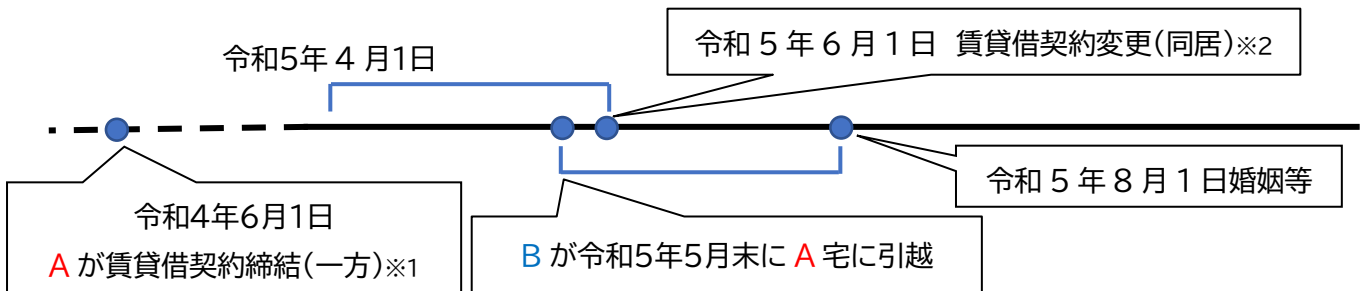 令和5年４月1日
令和５年６月１日 賃貸借契約変更(同居)※2
令和５年８月１日婚姻等
令和4年6月1日
Aが賃貸借契約締結(一方)※1
Bが令和5年5月末にA宅に引越